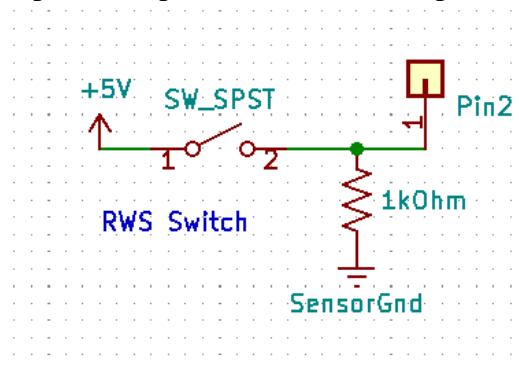 +5V
SW_SPST
Pin2
1
1
2
1kOhm
RWS Switch
SensorGnd